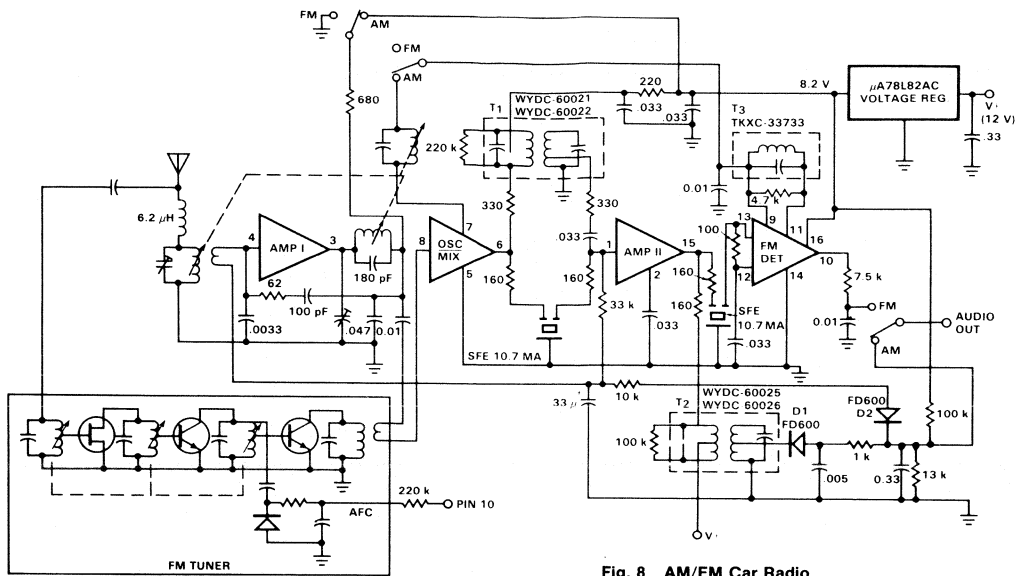 FM
AM
FM
AM
680
220
8.2 V
µA78L82AC
VOLTAGE REG.
V+
(12 V)
.33
WYDC-60021
WYDC-60022
T1
.033
.033
T3
TKXC-33733
220 k
0.01
4.7 k
6.2 µH
330
330
.033
100
13
9
11
16
4
AMP I
3
180 pF
8
OSC
MIX
7
6
5
1
AMP II
15
2
12
FM
DET
14
10
160
160
160
160
62
100 pF
.0033
.047
0.01
33 k
.033
SFE
10.7 MA
.033
7.5 k
FM
0.01
AUDIO
OUT
AM
SFE 10.7 MA
33 µ
10 k
WYDC-60025
WYDC 60026
T2
100 k
D1
FD600
FD600
D2
100 k
1 k
.005
0.33
13 k
AFC
220 k
PIN 10
FM TUNER
V+
Fig. 8 AM/FM Car Radio